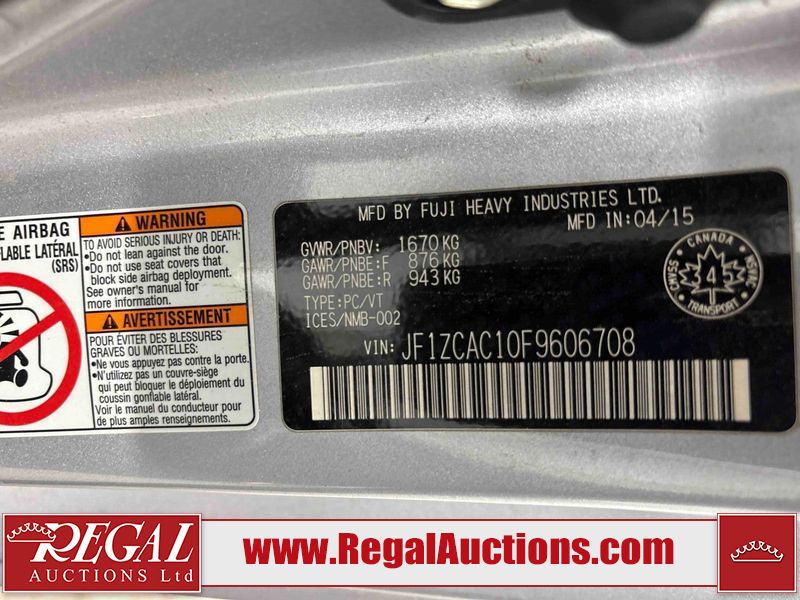 E AIRBAG
FLABLE LATÉRAL
(SRS)
WARNING
TO AVOID SERIOUS INJURY OR DEATH:
•Do not lean against the door.
•Do not use seat covers that
block side airbag deployment.
See owner's manual for
more information.
AVERTISSEMENT
POUR ÉVITER DES BLESSURES
GRAVES OU MORTELLES:
•Ne vous appuyez pas contre la porte.
•N'utilisez pas un couvre-siège
qui peut bloquer le déploiement du
coussin gonflable latéral.
Voir le manuel du conducteur pour
de plus amples renseignements.
MFD BY FUJI HEAVY INDUSTRIES LTD.
MFD IN:04/15
GVWR/PNBV: 1670 KG
GAWR/PNBE:F 876 KG
GAWR/PNBE:R 943 KG
TYPE:PC/VT
ICES/NMB-002
VIN: JF1ZCAC10F9606708
CANADA
CMVSS
NSVAC
345
TRANSPORT
REGAL
AUCTIONS Ltd
www.RegalAuctions.com